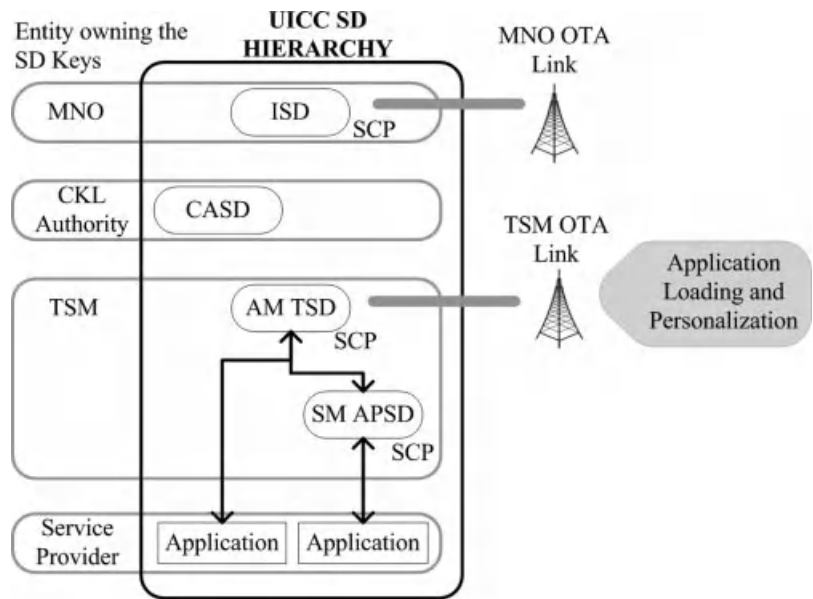 Entity owning the
SD Keys
UICC SD
HIERARCHY
MNO OTA
Link
MNO
ISD
SCP
CKL
Authority
CASD
TSM OTA
Link
Application
Loading and
Personalization
TSM
AM TSD
SCP
SM APSD
SCP
Service
Provider
Application
Application